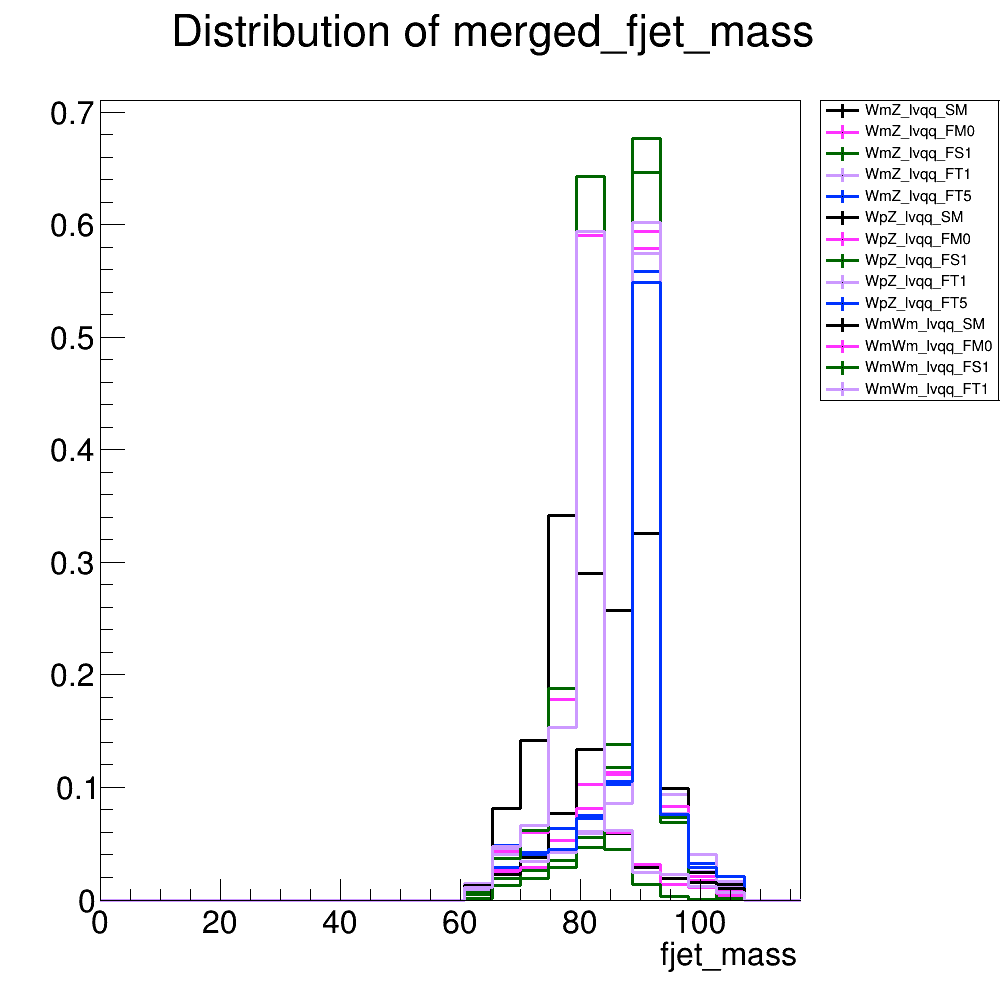 Distribution of merged_fjet_mass
0.7
0.6
0.5
0.4
0.3
0.2
0.1
0
0 20 40 60 80 100
fjet_mass
WmZ_lvqq_SM
WmZ_lvqq_FM0
WmZ_lvqq_FS1
WmZ_lvqq_FT1
WmZ_lvqq_FT5
WpZ_lvqq_SM
WpZ_lvqq_FM0
WpZ_lvqq_FS1
WpZ_lvqq_FT1
WpZ_lvqq_FT5
WmWm_lvqq_SM
WmWm_lvqq_FM0
WmWm_lvqq_FS1
WmWm_lvqq_FT1